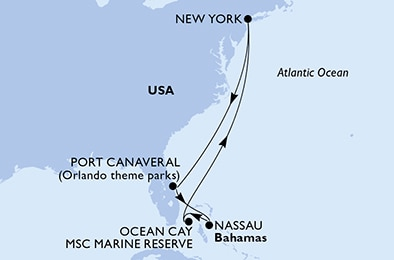 NEW YORK
Atlantic Ocean
USA
PORT CANAVERAL
(Orlando theme parks)
OCEAN CAY
MSC MARINE RESERVE
NASSAU
Bahamas